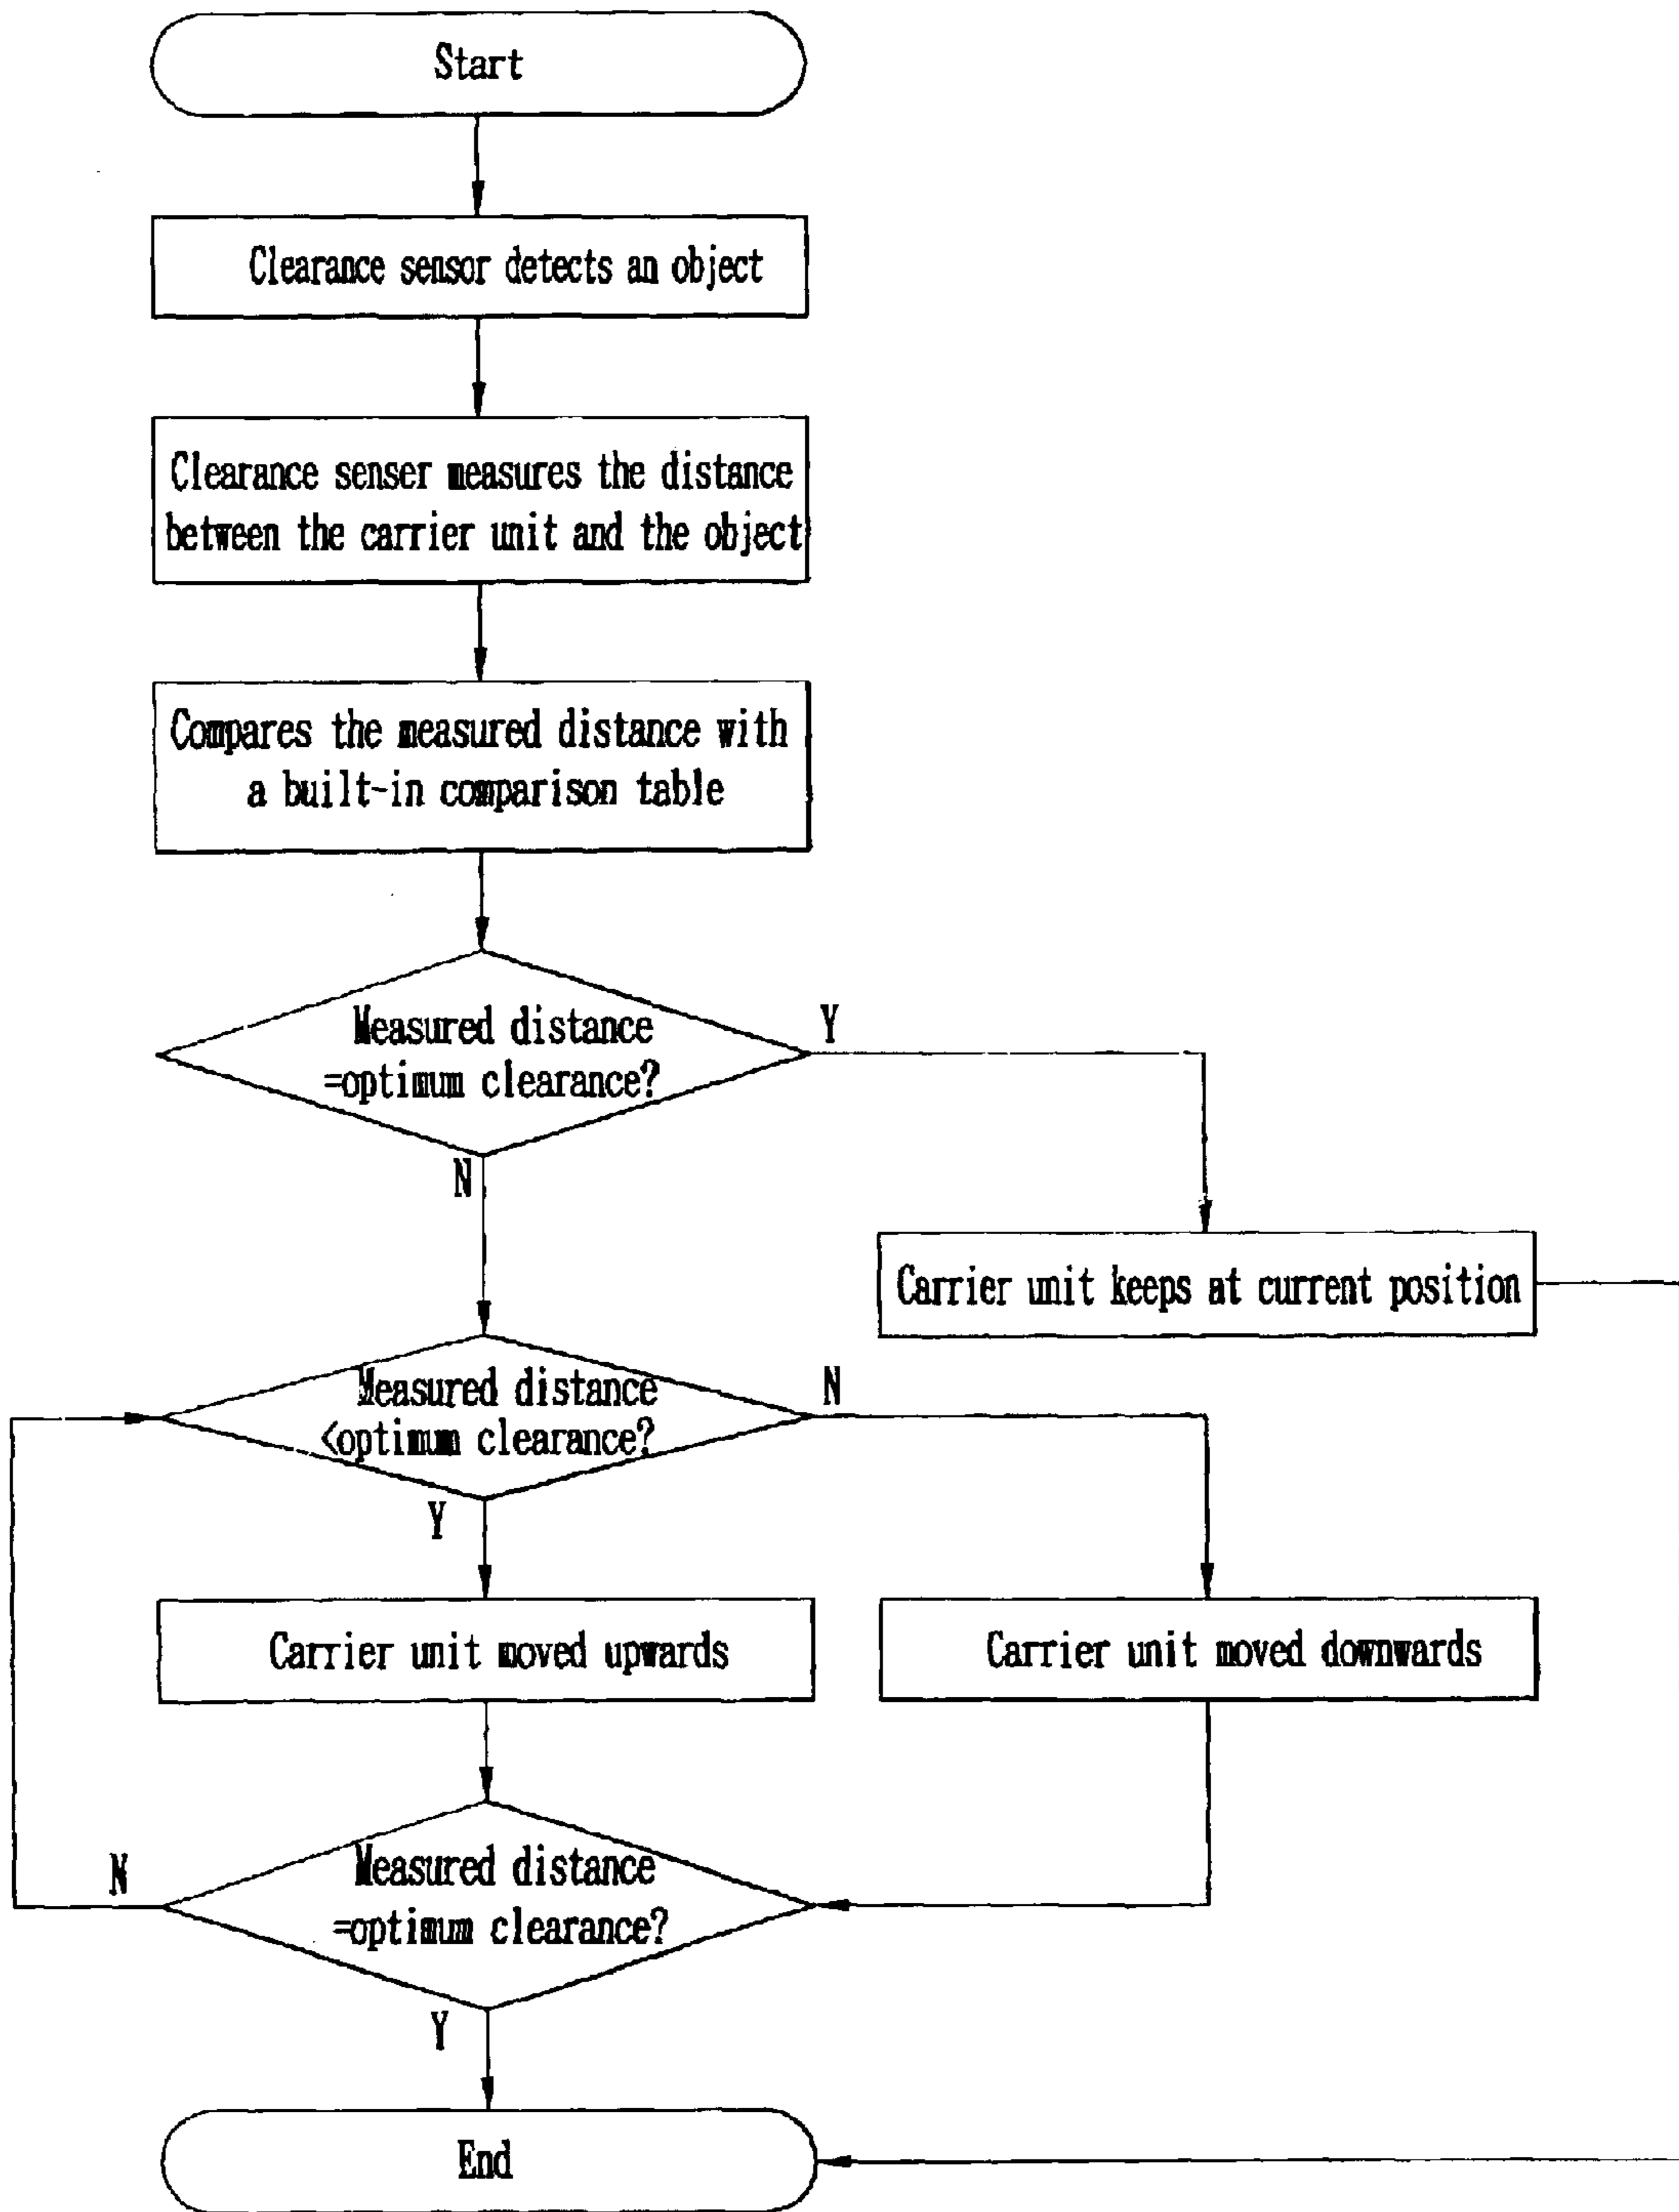 Start
Clearance sensor detects an object
Clearance senser measures the distance
between the carrier unit and the object
Compares the measured distance with
a built-in comparison table
Measured distance
=optimum clearance?
Y
N
Carrier unit keeps at current position
Measured distance
<optimum clearance?
N
Y
Carrier unit moved upwards
Carrier unit moved downwards
Measured distance
=optimum clearance?
N
Y
End